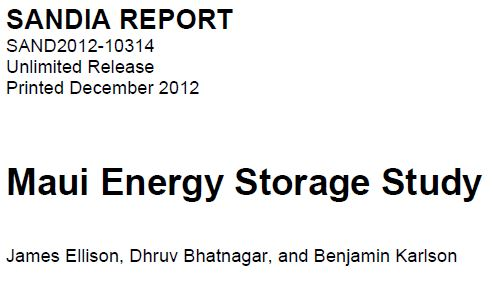 SANDIA REPORT
SAND2012-10314
Unlimited Release
Printed December 2012
Maui Energy Storage Study
James Ellison, Dhruv Bhatnagar, and Benjamin Karlson